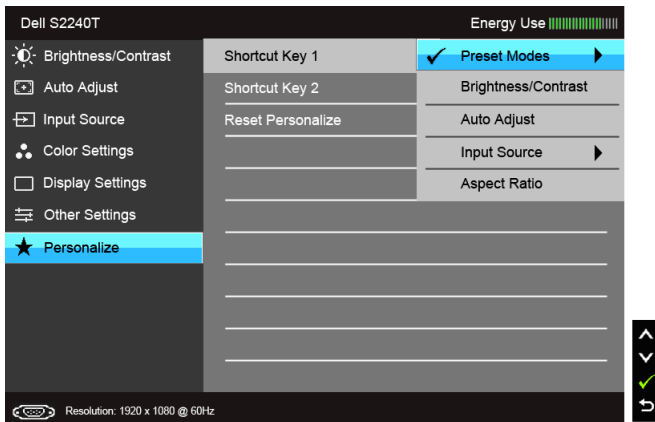 Dell S2240T
Energy Use
Brightness/Contrast
Auto Adjust
Input Source
Color Settings
Display Settings
Other Settings
Personalize
Shortcut Key 1
Shortcut Key 2
Reset Personalize
Preset Modes
Brightness/Contrast
Auto Adjust
Input Source
Aspect Ratio
Resolution: 1920 x 1080 @ 60Hz